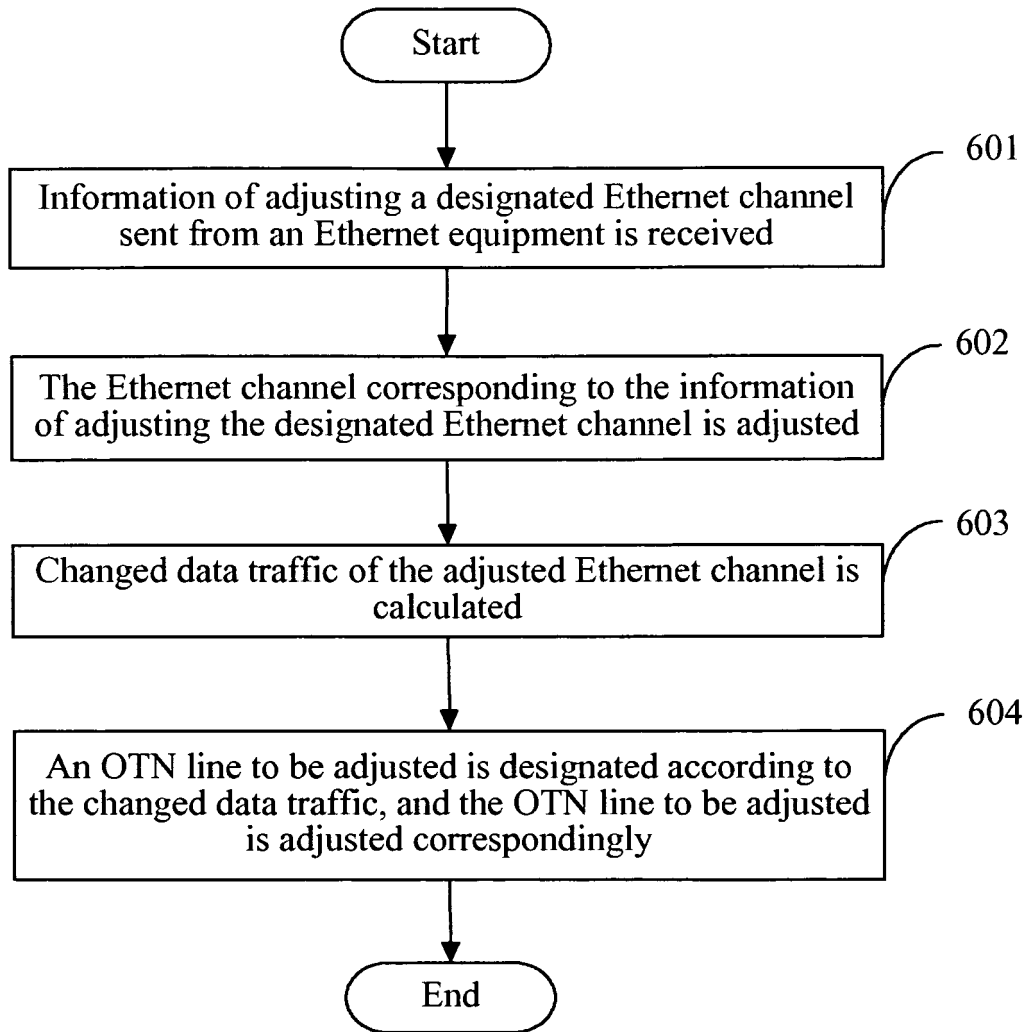 Start
601
Information of adjusting a designated Ethernet channel
sent from an Ethernet equipment is received
602
The Ethernet channel corresponding to the information
of adjusting the designated Ethernet channel is adjusted
603
Changed data traffic of the adjusted Ethernet channel is
calculated
604
An OTN line to be adjusted is designated according to
the changed data traffic, and the OTN line to be adjusted
is adjusted correspondingly
End